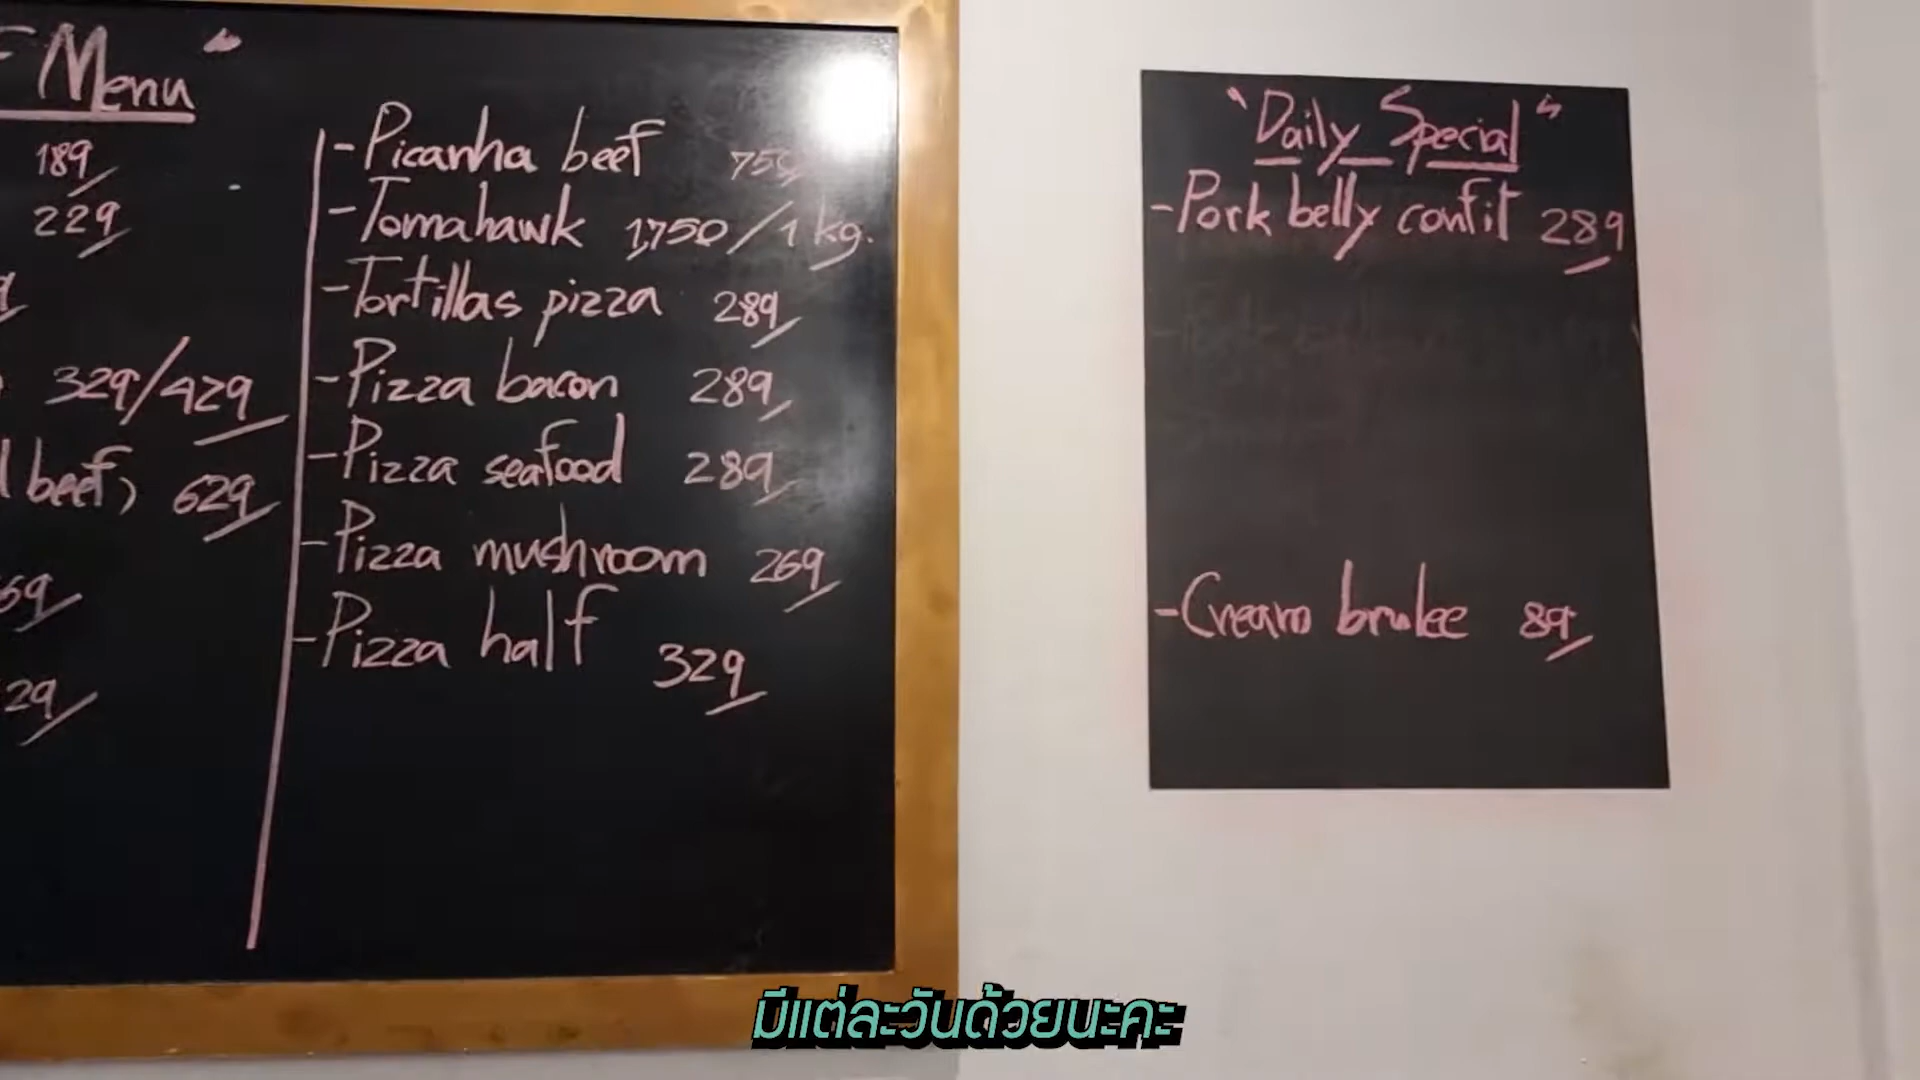 Menu "
189
229
329/429
beef) 629
69
29
- Picanha beef 750
- Tomahawk 1,750/1 kg.
- Tortillas pizza 289
- Pizza bacon 289
- Pizza seafood 289
- Pizza mushroom 269
- Pizza half 329
"Daily Special"
- Pork belly confit 289
- Cream brulee 89
มีแต่ละวันด้วยนะคะ